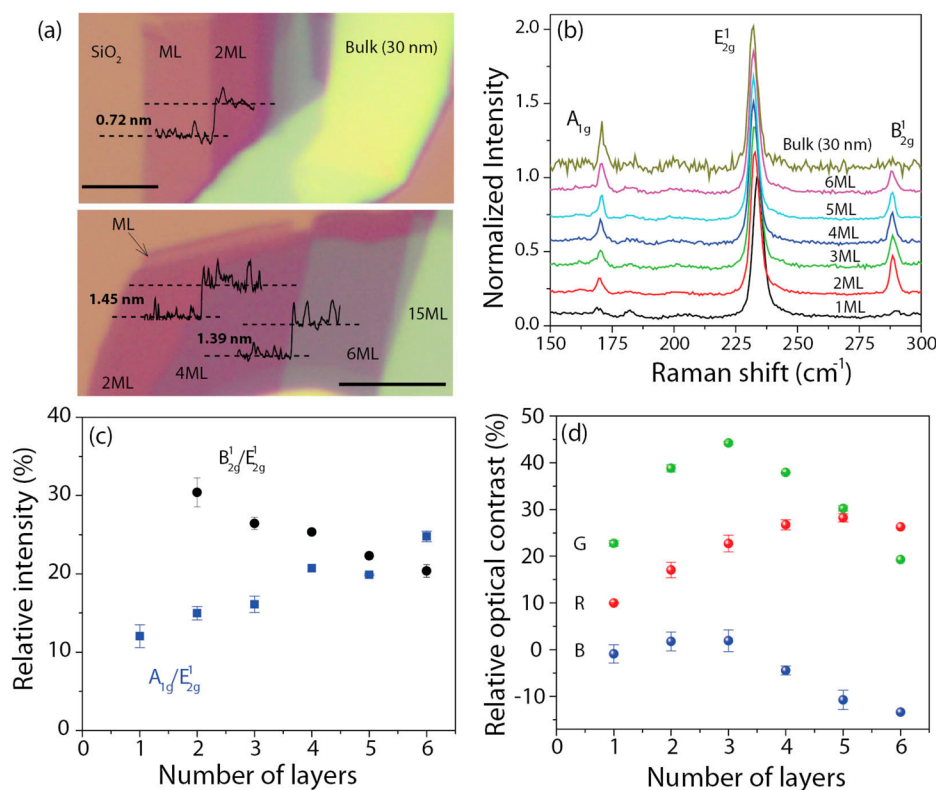 (a)
SiO₂
ML
2ML
Bulk (30 nm)
0.72 nm
ML
1.45 nm
1.39 nm
15ML
6ML
4ML
2ML
(b)
Normalized Intensity
2.0
1.5
1.0
0.5
0.0
A₁g
E¹₂g
B¹₂g
Bulk (30 nm)
6ML
5ML
4ML
3ML
2ML
1ML
150 175 200 225 250 275 300
Raman shift (cm⁻¹)
(c)
Relative intensity (%)
40
30
20
10
0
B¹₂g/E¹₂g
A₁g/E¹₂g
0 1 2 3 4 5 6
Number of layers
(d)
Relative optical contrast (%)
50
40
30
20
10
0
-10
G
R
B
0 1 2 3 4 5 6
Number of layers